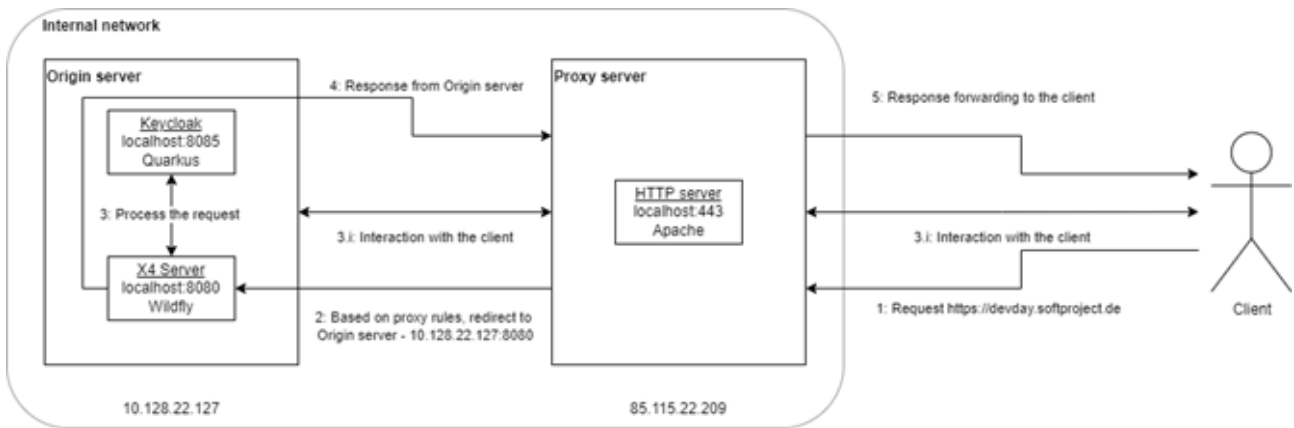 Internal network
Origin server
Proxy server
4: Response from Origin server
5: Response forwarding to the client
Keycloak
localhost:8085
Quarkus
HTTP server
localhost:443
Apache
3: Process the request
3.i: Interaction with the client
3.i: Interaction with the client
X4 Server
localhost:8080
Wildfly
2: Based on proxy rules, redirect to
Origin server - 10.128.22.127:8080
1: Request https://devday.softproject.de
Client
10.128.22.127
85.115.22.209